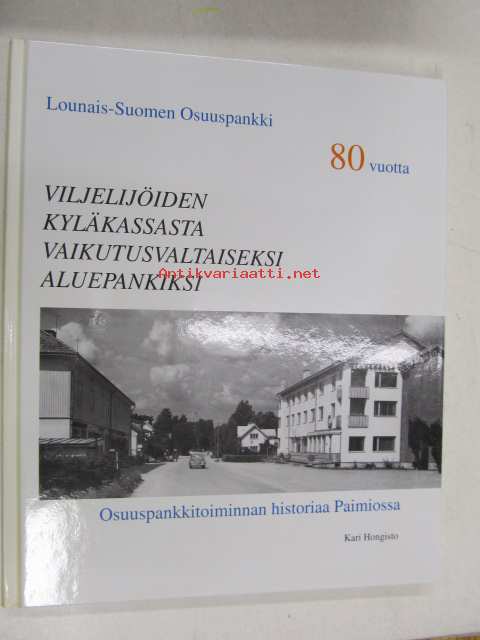 Lounais-Suomen Osuuspankki
80 vuotta
VILJELIJÖIDEN
KYLÄKASSASTA
VAIKUTUSVALTAISEKSI
Antikvariaatti.net
ALUEPANKIKSI
Osuuspankkitoiminnan historiaa Paimiossa
Kari Hongisto